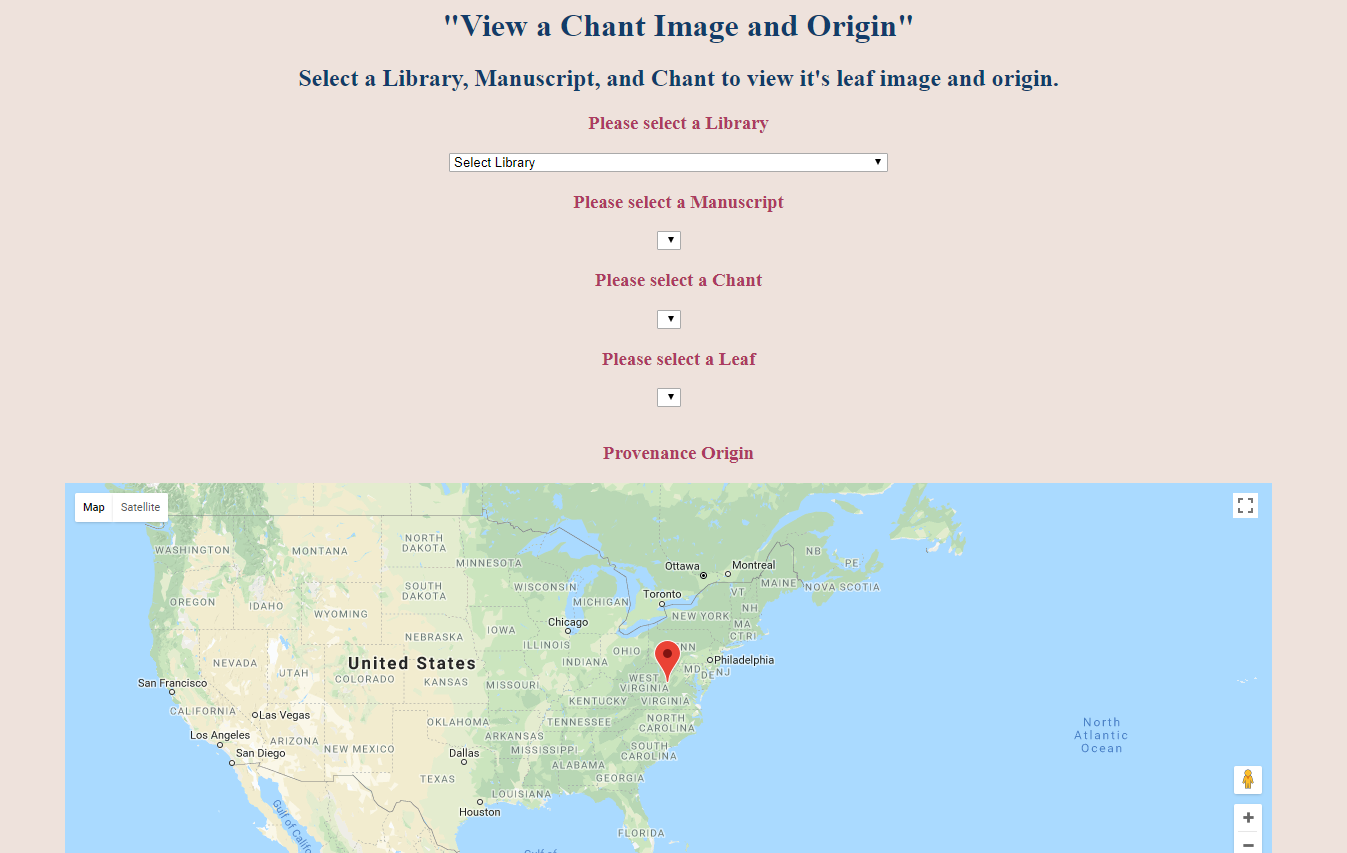 "View a Chant Image and Origin"
Select a Library, Manuscript, and Chant to view it's leaf image and origin.
Please select a Library
Select Library
Please select a Manuscript
Please select a Chant
Please select a Leaf
Provenance Origin
Map Satellite
WASHINGTON
MONTANA
NORTH
DAKOTA
MINNESOTA
Ottawa
Montreal
NB
PE
MAINE
NOVA SCOTIA
OREGON
IDAHO
SOUTH
DAKOTA
WISCONSIN
MICHIGAN
Toronto
VT
NH
WYOMING
NEW YORK
MA
CT RI
Chicago
IOWA
NEBRASKA
ILLINOIS
INDIANA
OHIO
NN
Philadelphia
MD
DE
NJ
NEVADA
UTAH
United States
COLORADO
KANSAS
MISSOURI
WEST
VIRGINIA
KENTUCKY
VIRGINIA
San Francisco
CALIFORNIA
Las Vegas
OKLAHOMA
TENNESSEE
NORTH
CAROLINA
ARKANSAS
Los Angeles
ARIZONA
NEW MEXICO
San Diego
Dallas
MISSISSIPPI
SOUTH
CAROLINA
ALABAMA
GEORGIA
TEXAS
LOUISIANA
Houston
FLORIDA
North
Atlantic
Ocean
Gulf of Calif
Gulf of